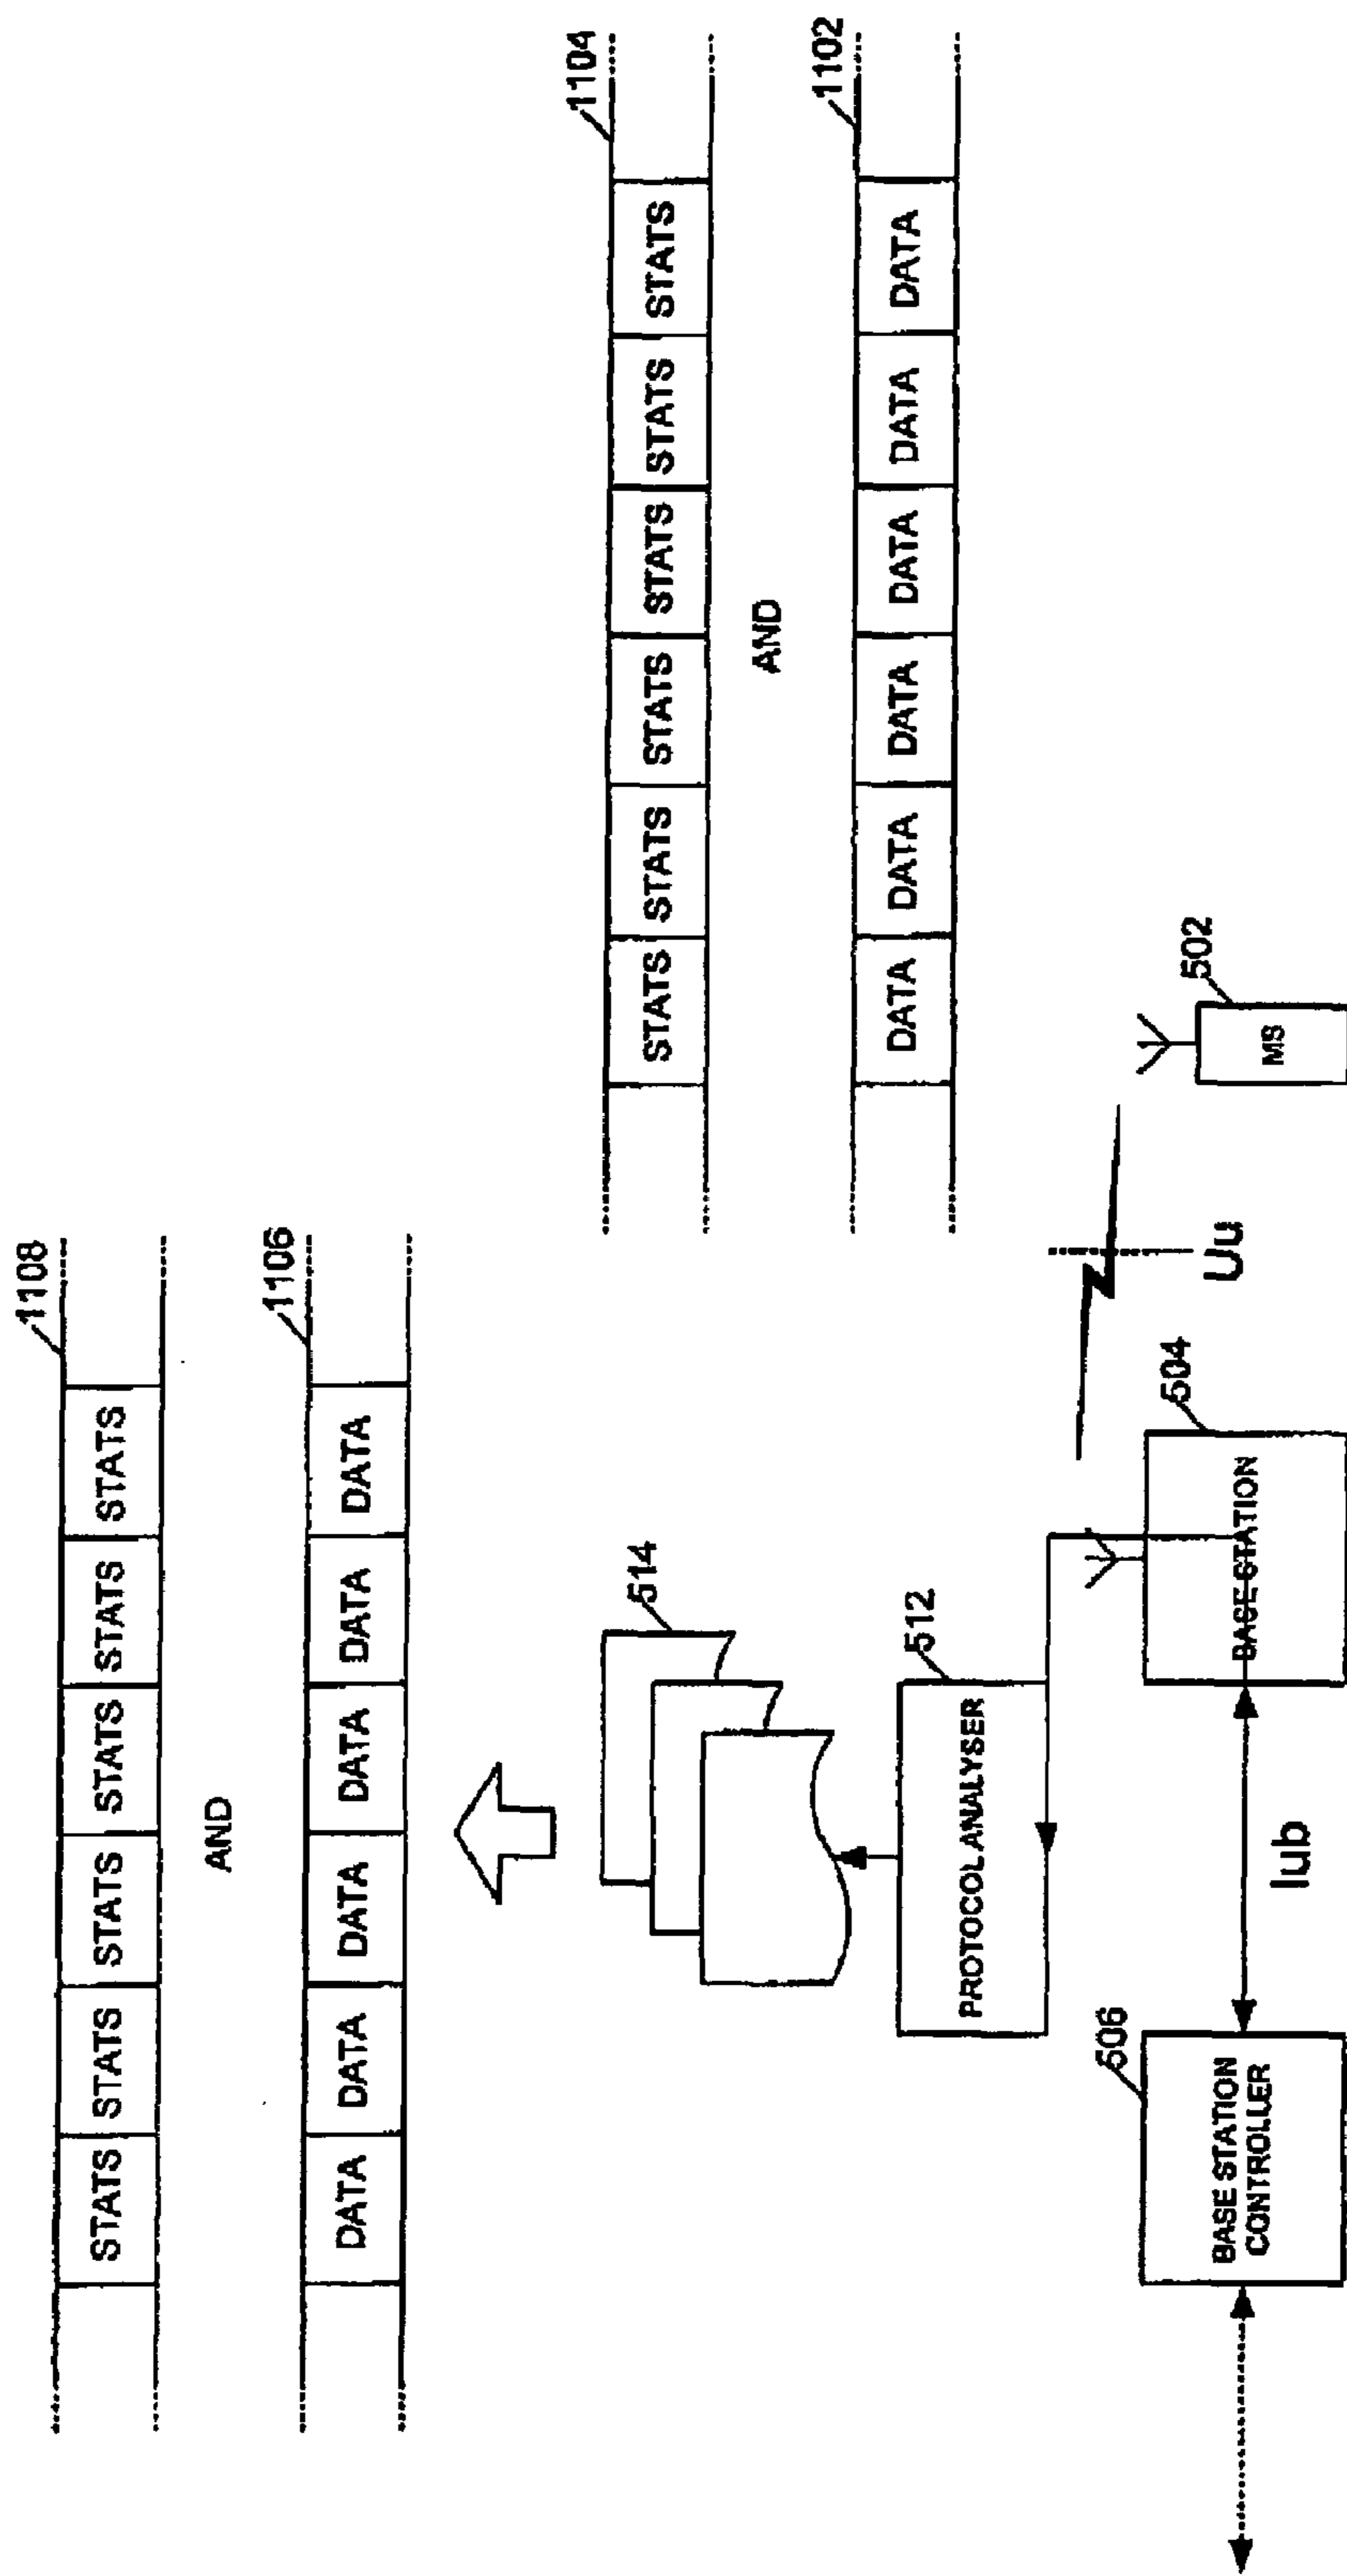 1108
STATS STATS STATS STATS STATS STATS
AND
1106
DATA DATA DATA DATA DATA DATA
1104
STATS STATS STATS STATS STATS STATS
AND
1102
DATA DATA DATA DATA DATA DATA
514
512
PROTOCOL ANALYSER
506
BASE STATION
CONTROLLER
Iub
504
BASE STATION
Uu
502
MS